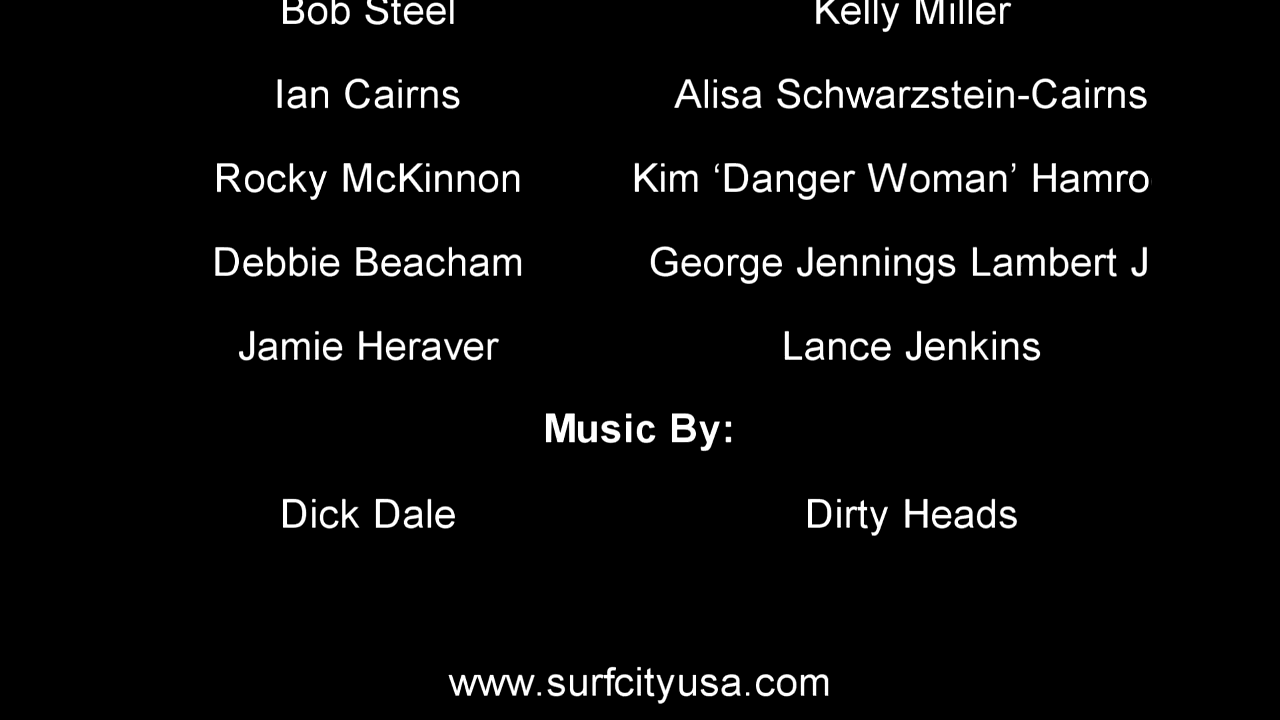 Bob Steel Kelly Miller
Ian Cairns Alisa Schwarzstein-Cairns
Rocky McKinnon Kim ‘Danger Woman’ Hamro
Debbie Beacham George Jennings Lambert J
Jamie Heraver Lance Jenkins
Music By:
Dick Dale Dirty Heads
www.surfcityusa.com